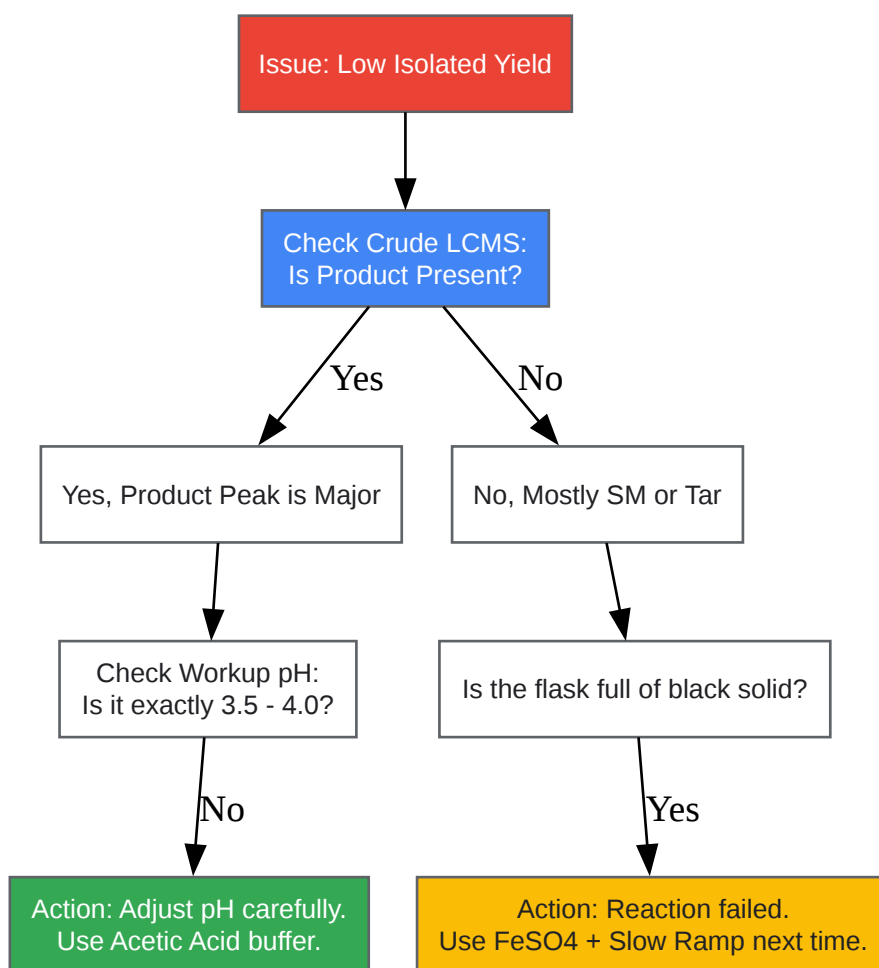 Issue: Low Isolated Yield
Check Crude LCMS:
Is Product Present?
Yes
No
Yes, Product Peak is Major
No, Mostly SM or Tar
Check Workup pH:
Is it exactly 3.5 - 4.0?
Is the flask full of black solid?
No
Yes
Action: Adjust pH carefully.
Use Acetic Acid buffer.
Action: Reaction failed.
Use FeSO4 + Slow Ramp next time.